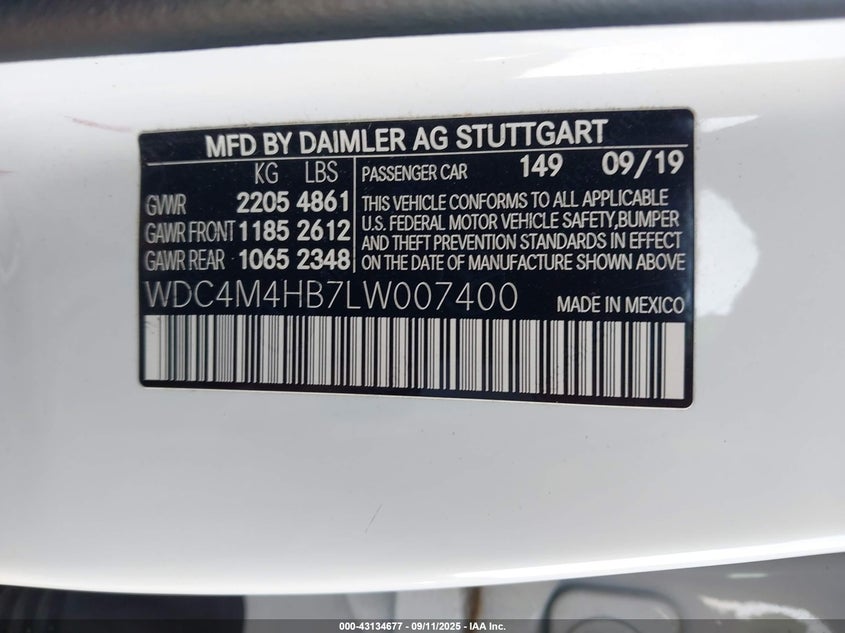 MFD BY DAIMLER AG STUTTGART
KG LBS
GVWR 2205 4861
GAWR FRONT 1185 2612
GAWR REAR 1065 2348
PASSENGER CAR 149 09/19
THIS VEHICLE CONFORMS TO ALL APPLICABLE
U.S. FEDERAL MOTOR VEHICLE SAFETY,BUMPER
AND THEFT PREVENTION STANDARDS IN EFFECT
ON THE DATE OF MANUFACTURE SHOWN ABOVE
WDC4M4HB7LW007400 MADE IN MEXICO
000-43134677 - 09/11/2025 - IAA Inc.